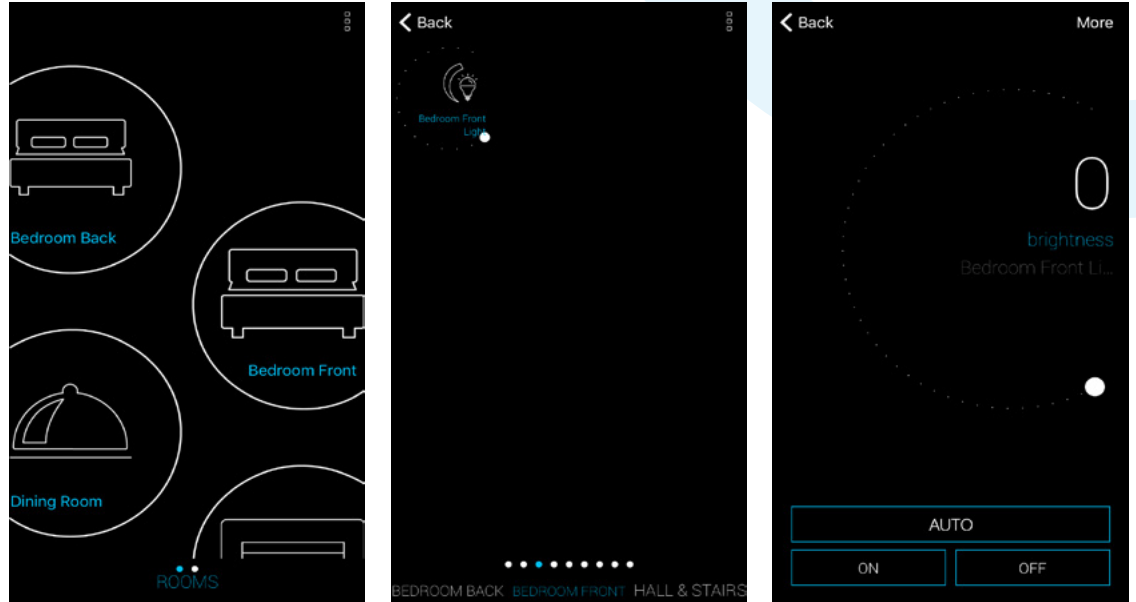 Bedroom Back
Bedroom Front
Dining Room
ROOMS
Back
Bedroom Front
Light
BEDROOM BACK BEDROOM FRONT HALL & STAIRS
Back
More
0
brightness
Bedroom Front Li...
AUTO
ON
OFF